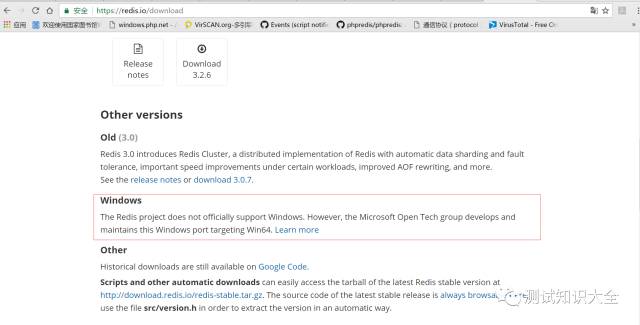 安全 | https://redis.io/download
应用 欢迎使用国家图书馆 windows.php.net - / VirSCAN.org-多引 Events (script notifi phpredis/phpredis 通信协议 ( protocol VirusTotal - Free On
Release notes
Download 3.2.6
Other versions
Old (3.0)
Redis 3.0 introduces Redis Cluster, a distributed implementation of Redis with automatic data sharding and fault
tolerance, important speed improvements under certain workloads, improved AOF rewriting, and more.
See the release notes or download 3.0.7.
Windows
The Redis project does not officially support Windows. However, the Microsoft Open Tech group develops and
maintains this Windows port targeting Win64. Learn more
Other
Historical downloads are still available on Google Code.
Scripts and other automatic downloads can easily access the tarball of the latest Redis stable version at
http://download.redis.io/redis-stable.tar.gz. The source code of the latest stable release is always brows
use the file src/version.h in order to extract the version in an automatic way.
测试知识大全